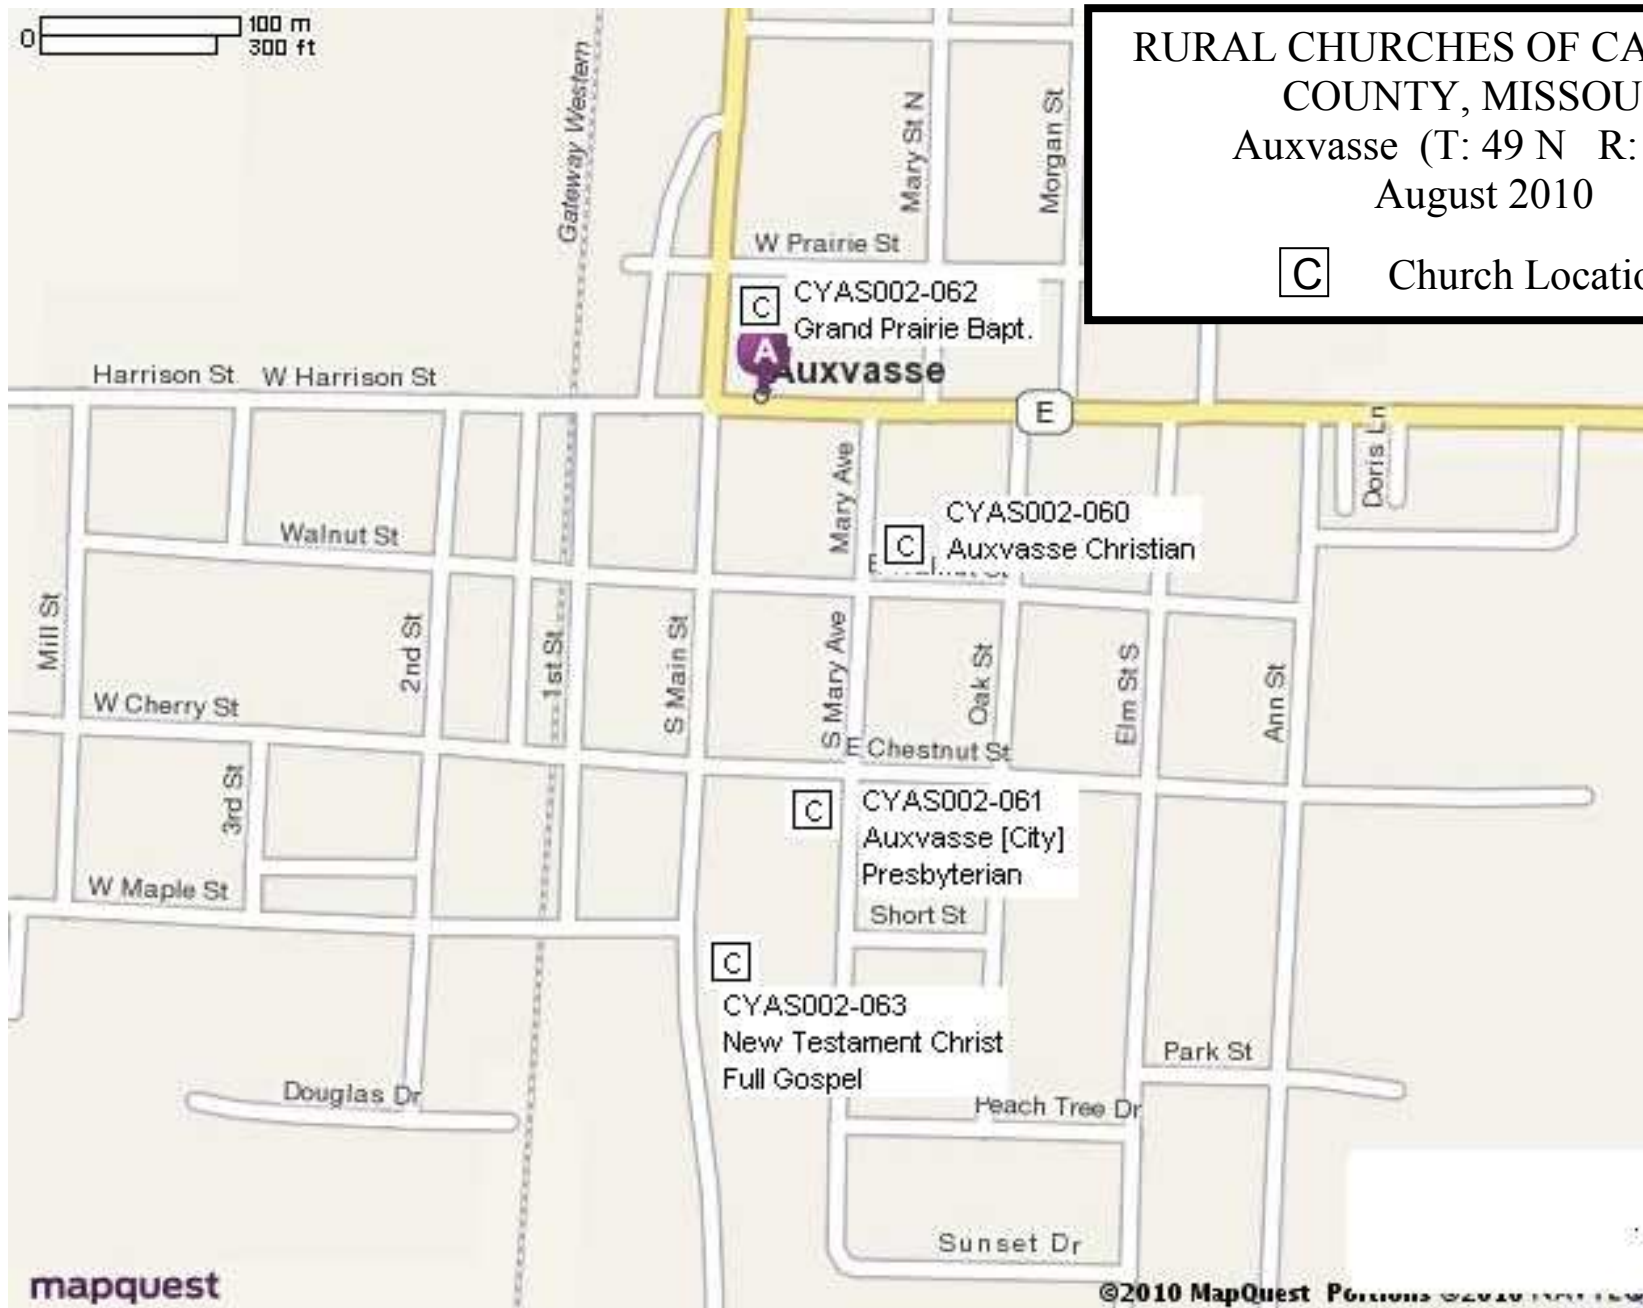 0
100 m
300 ft
RURAL CHURCHES OF
COUNTY,
Auxvasse (T: 49 N R:
August 2010
C Church
Gateway Western
Mary St N
Morgan St
W Prairie St
C
CYAS002-062
Grand Prairie Bapt.
A
Auxvasse
Harrison St
W Harrison St
E
Doris Ln
Mary Ave
CYAS002-060
C
Auxvasse Christian
Walnut St
Mill St
2nd St
1st St
S Main St
S Mary Ave
Oak St
Elm St S
Ann St
W Cherry St
S
E Chestnut St
3rd St
C
CYAS002-061
Auxvasse [City]
Presbyterian
W Maple St
Short St
C
CYAS002-063
New Testament Christ
Full Gospel
Park St
Douglas Dr
Peach Tree Dr
Sunset Dr
mapquest
©2010 MapQuest Portions